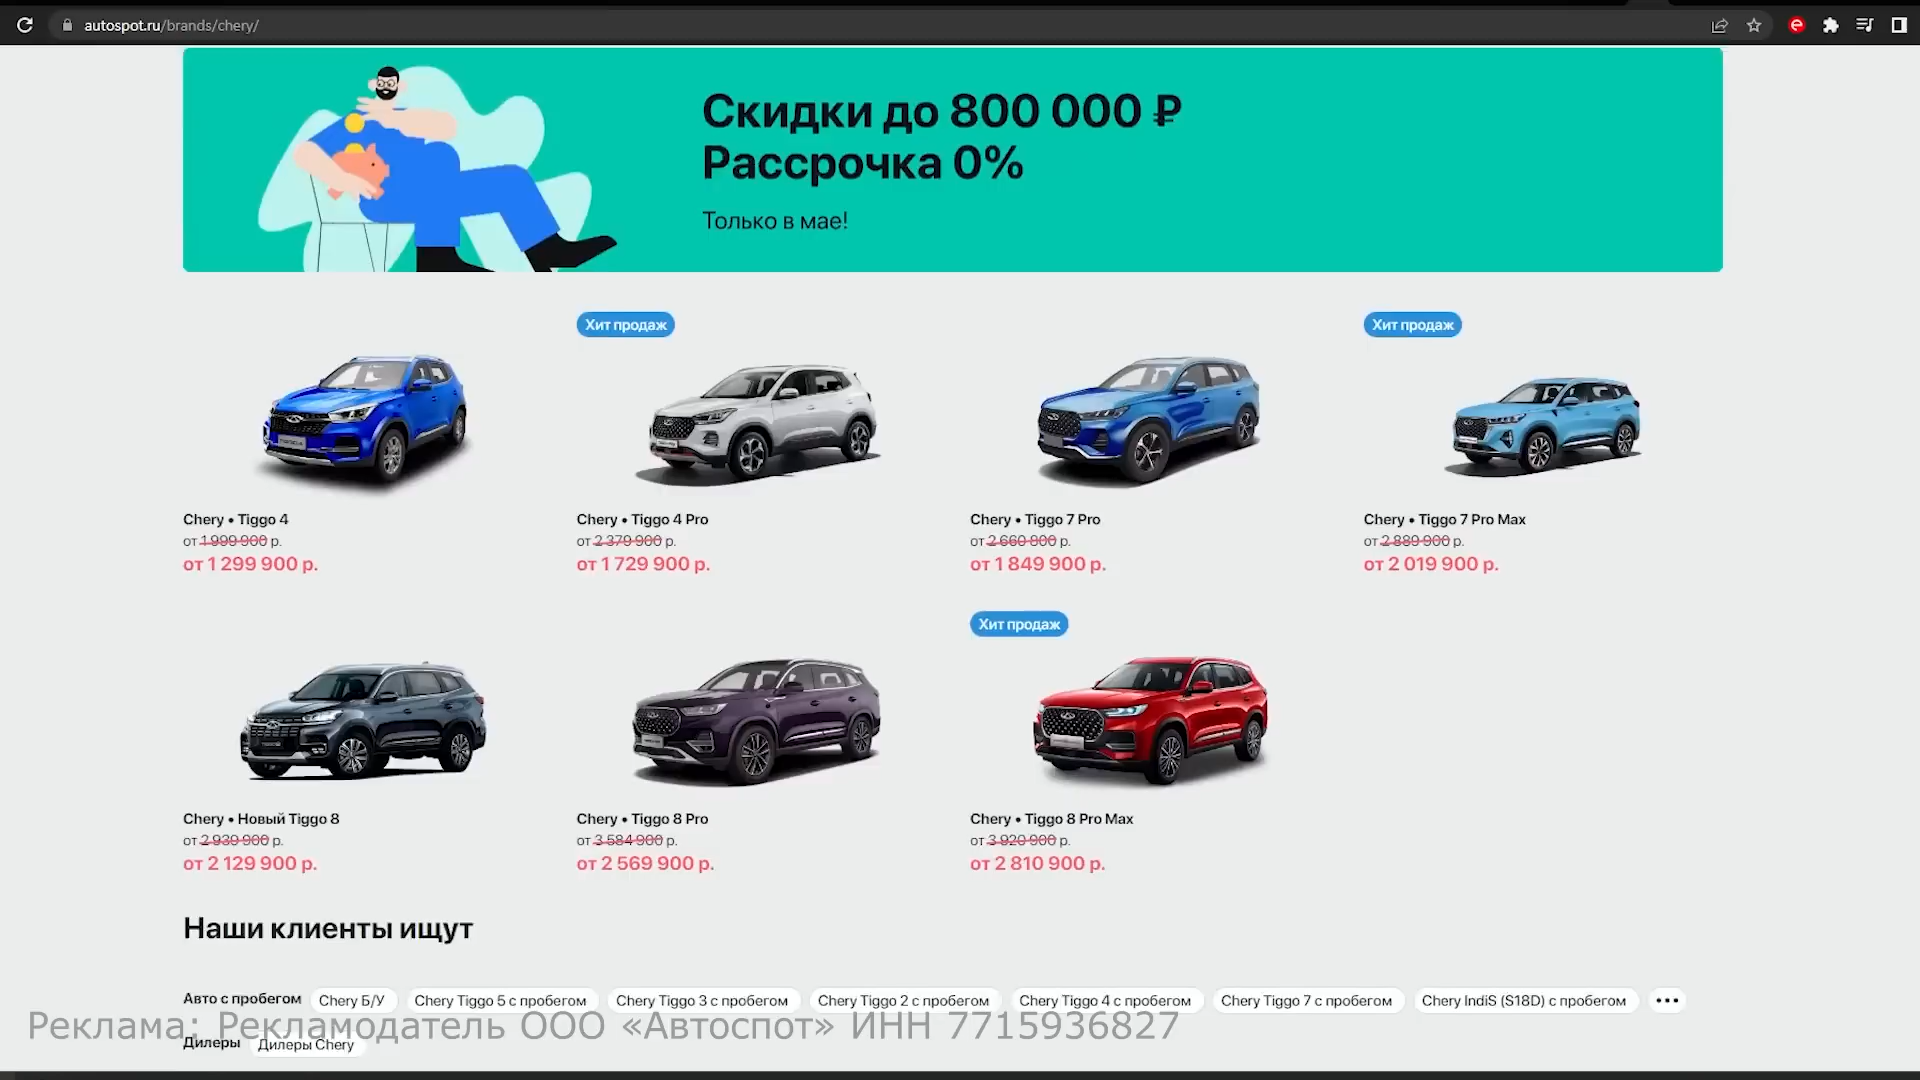 autospot.ru/brands/chery/
Скидки до 800 000 ₽
Рассрочка 0%
Только в мае!
Хит продаж
Хит продаж
Chery • Tiggo 4
от 1 999 900 р.
от 1 299 900 р.
Chery • Tiggo 4 Pro
от 2 379 900 р.
от 1 729 900 р.
Chery • Tiggo 7 Pro
от 2 660 900 р.
от 1 849 900 р.
Chery • Tiggo 7 Pro Max
от 2 889 900 р.
от 2 019 900 р.
Хит продаж
Chery • Новый Tiggo 8
от 2 939 900 р.
от 2 129 900 р.
Chery • Tiggo 8 Pro
от 3 584 900 р.
от 2 569 900 р.
Chery • Tiggo 8 Pro Max
от 3 920 900 р.
от 2 810 900 р.
Наши клиенты ищут
Авто с пробегом Chery Б/У Chery Tiggo 5 с пробегом Chery Tiggo 3 с пробегом Chery Tiggo 2 с пробегом Chery Tiggo 4 с пробегом Chery Tiggo 7 с пробегом Chery IndiS (S18D) с пробегом •••
Реклама: Рекламодатель ООО «Автоспот» ИНН 7715936827
Дилеры Дилеры Chery